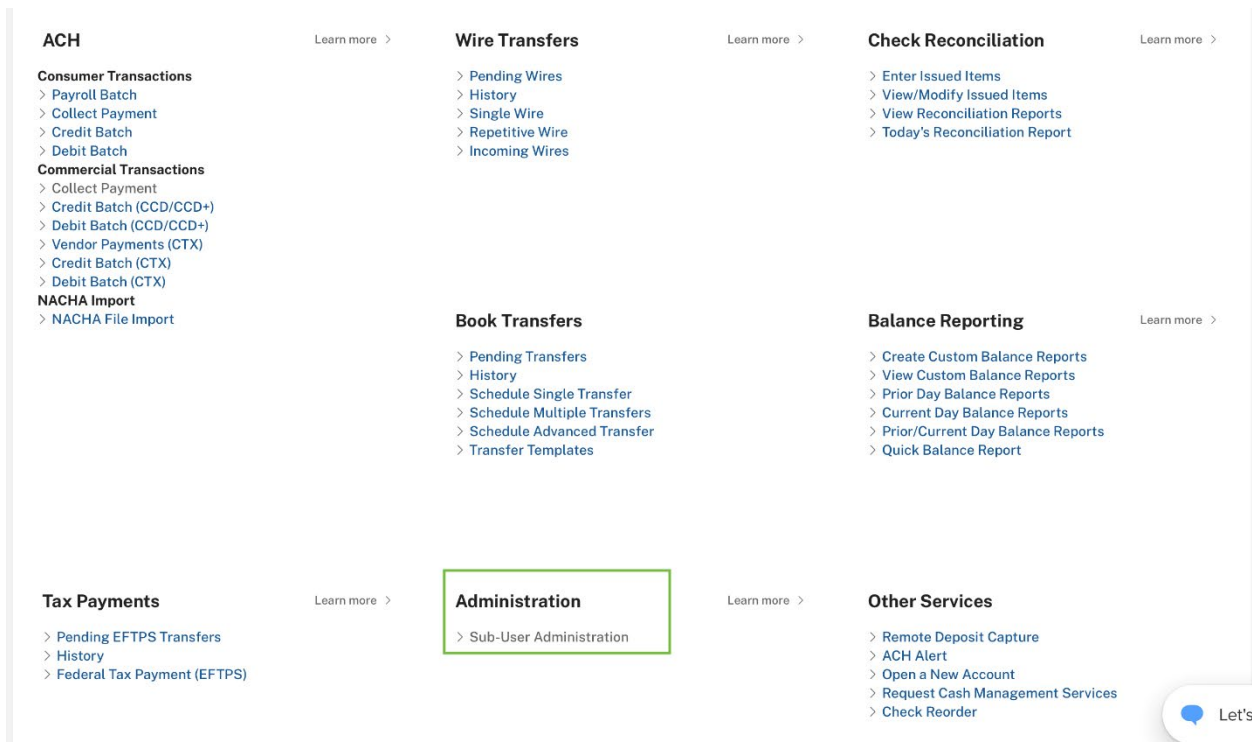 ACH
Learn more >
Consumer Transactions
> Payroll Batch
> Collect Payment
> Credit Batch
> Debit Batch
Commercial Transactions
> Collect Payment
> Credit Batch (CCD/CCD+)
> Debit Batch (CCD/CCD+)
> Vendor Payments (CTX)
> Credit Batch (CTX)
> Debit Batch (CTX)
NACHA Import
> NACHA File Import
Wire Transfers
Learn more >
> Pending Wires
> History
> Single Wire
> Repetitive Wire
> Incoming Wires
Check Reconciliation
Learn more >
> Enter Issued Items
> View/Modify Issued Items
> View Reconciliation Reports
> Today's Reconciliation Report
Book Transfers
> Pending Transfers
> History
> Schedule Single Transfer
> Schedule Multiple Transfers
> Schedule Advanced Transfer
> Transfer Templates
Balance Reporting
Learn more >
> Create Custom Balance Reports
> View Custom Balance Reports
> Prior Day Balance Reports
> Current Day Balance Reports
> Prior/Current Day Balance Reports
> Quick Balance Report
Tax Payments
Learn more >
> Pending EFTPS Transfers
> History
> Federal Tax Payment (EFTPS)
Administration
Learn more >
> Sub-User Administration
Other Services
> Remote Deposit Capture
> ACH Alert
> Open a New Account
> Request Cash Management Services
> Check Reorder
Let's